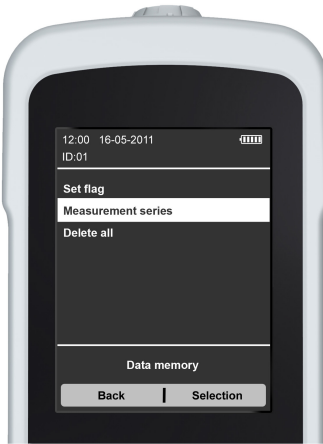 12:00 16-05-2011
ID:01
Set flag
Measurement series
Delete all
Data memory
Back | Selection